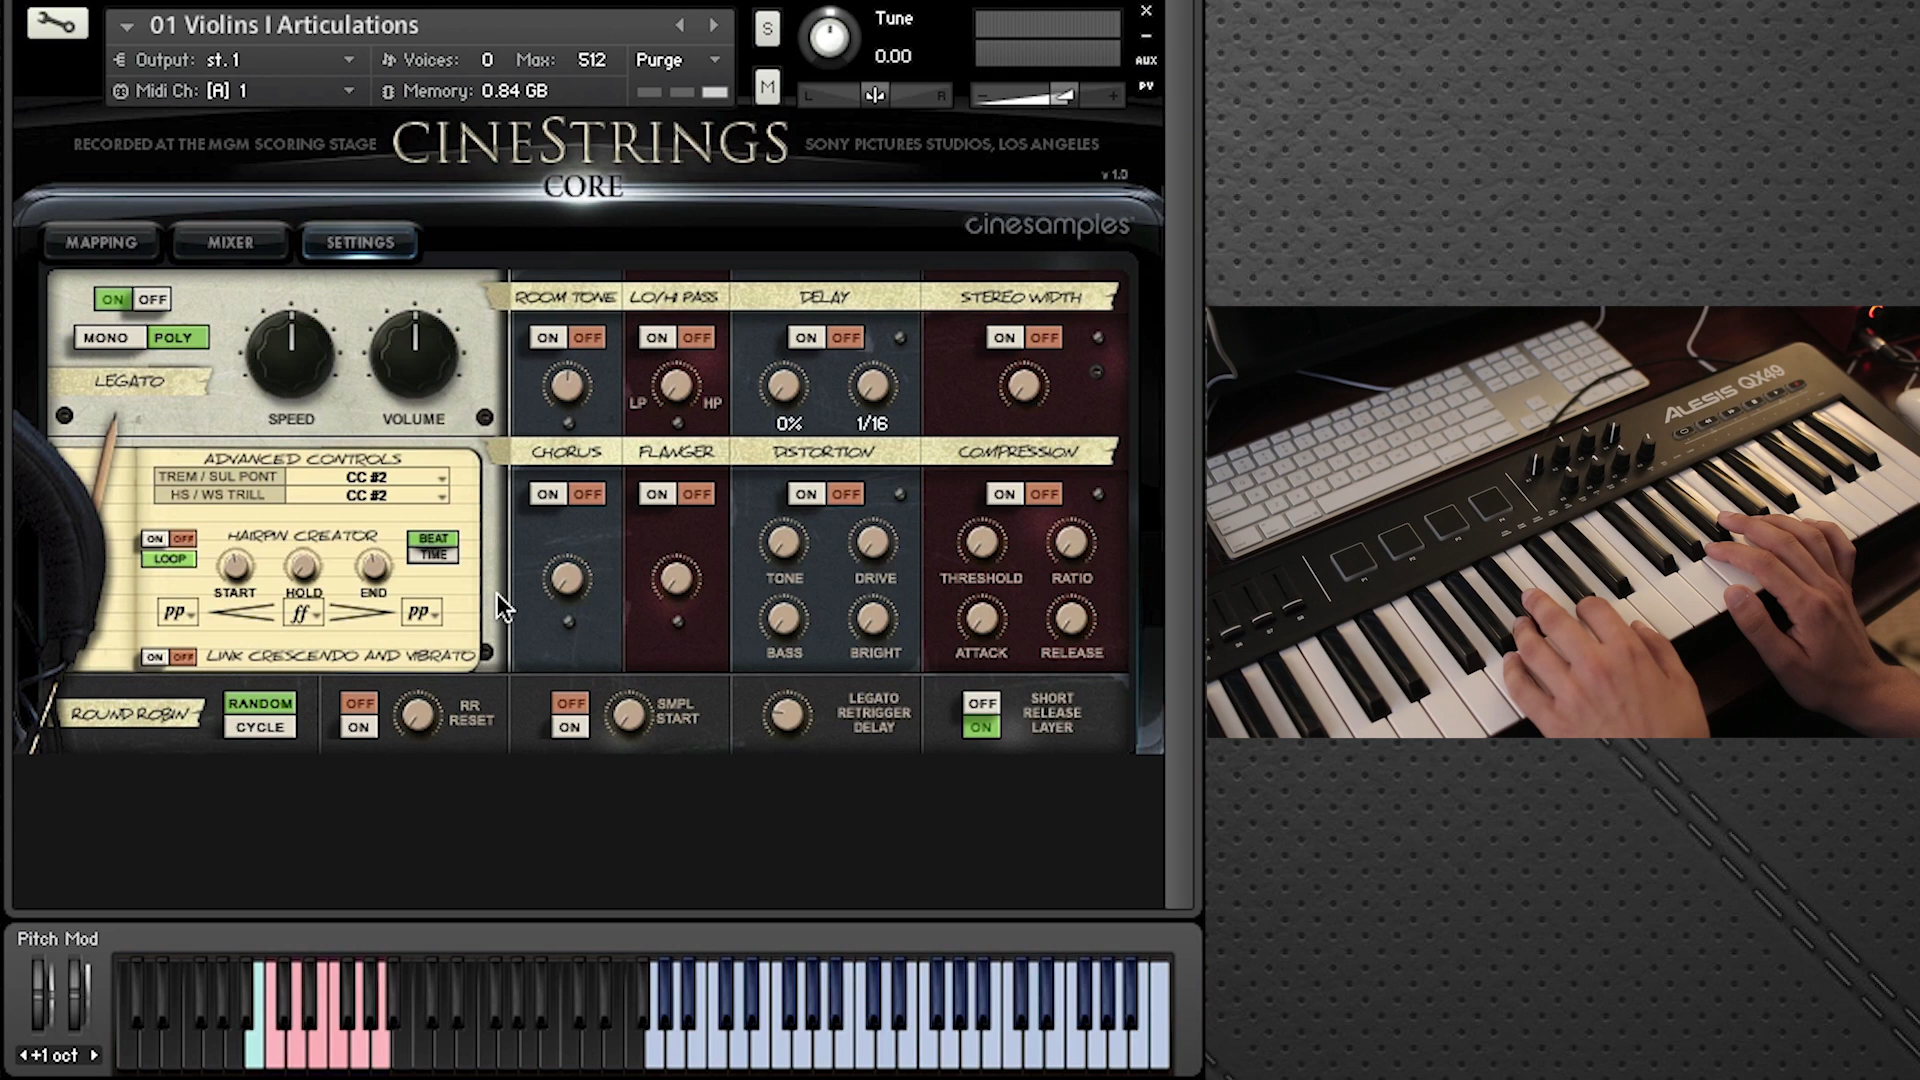 01 Violins I Articulations
Output: st.1
Voices: 0 Max: 512
Purge
Midi Ch: [A] 1
Memory: 0.84 GB
S
M
Tune
0.00
L R
- +
×
-
AUX
PV
RECORDED AT THE MGM SCORING STAGE
CINESTRINGS
CORE
SONY PICTURES STUDIOS, LOS ANGELES
v 1.0
cinesamples
MAPPING
MIXER
SETTINGS
ON OFF
MONO POLY
LEGATO
SPEED
VOLUME
ROOM TONE
ON OFF
LO/HI PASS
ON OFF
LP HP
DELAY
ON OFF
0% 1/16
STEREO WIDTH
ON OFF
ADVANCED CONTROLS
TREM / SUL PONT CC #2
HS / WS TRILL CC #2
ON OFF
LOOP
HAIRPIN CREATOR
BEAT
TIME
START HOLD END
pp ff pp
ON OFF LINK CRESCENDO AND VIBRATO
CHORUS
ON OFF
FLANGER
ON OFF
DISTORTION
ON OFF
TONE DRIVE
BASS BRIGHT
COMPRESSION
ON OFF
THRESHOLD RATIO
ATTACK RELEASE
ROUND ROBIN
RANDOM
CYCLE
OFF
ON
RR
RESET
OFF
ON
SMPL
START
LEGATO
RETRIGGER
DELAY
OFF
ON
SHORT
RELEASE
LAYER
Pitch Mod
+1 oct
ALESIS QX49